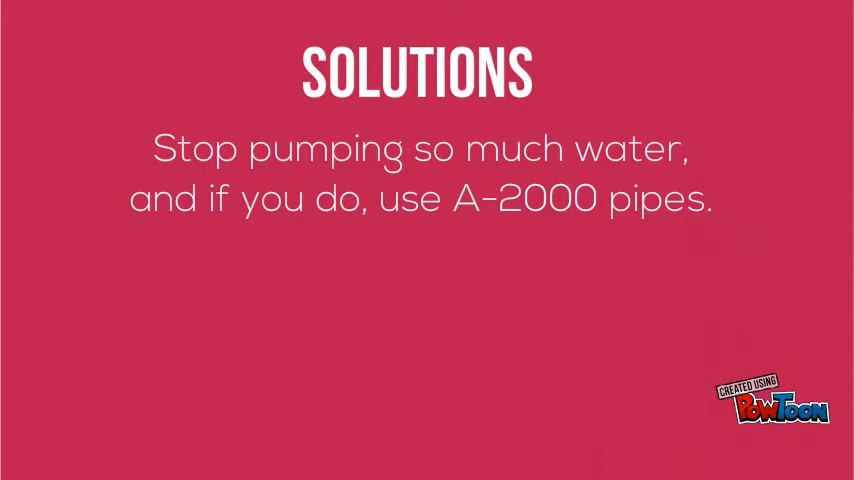 SOLUTIONS
Stop pumping so much water,
and if you do, use A-2000 pipes.
CREATED USING
POWTOON